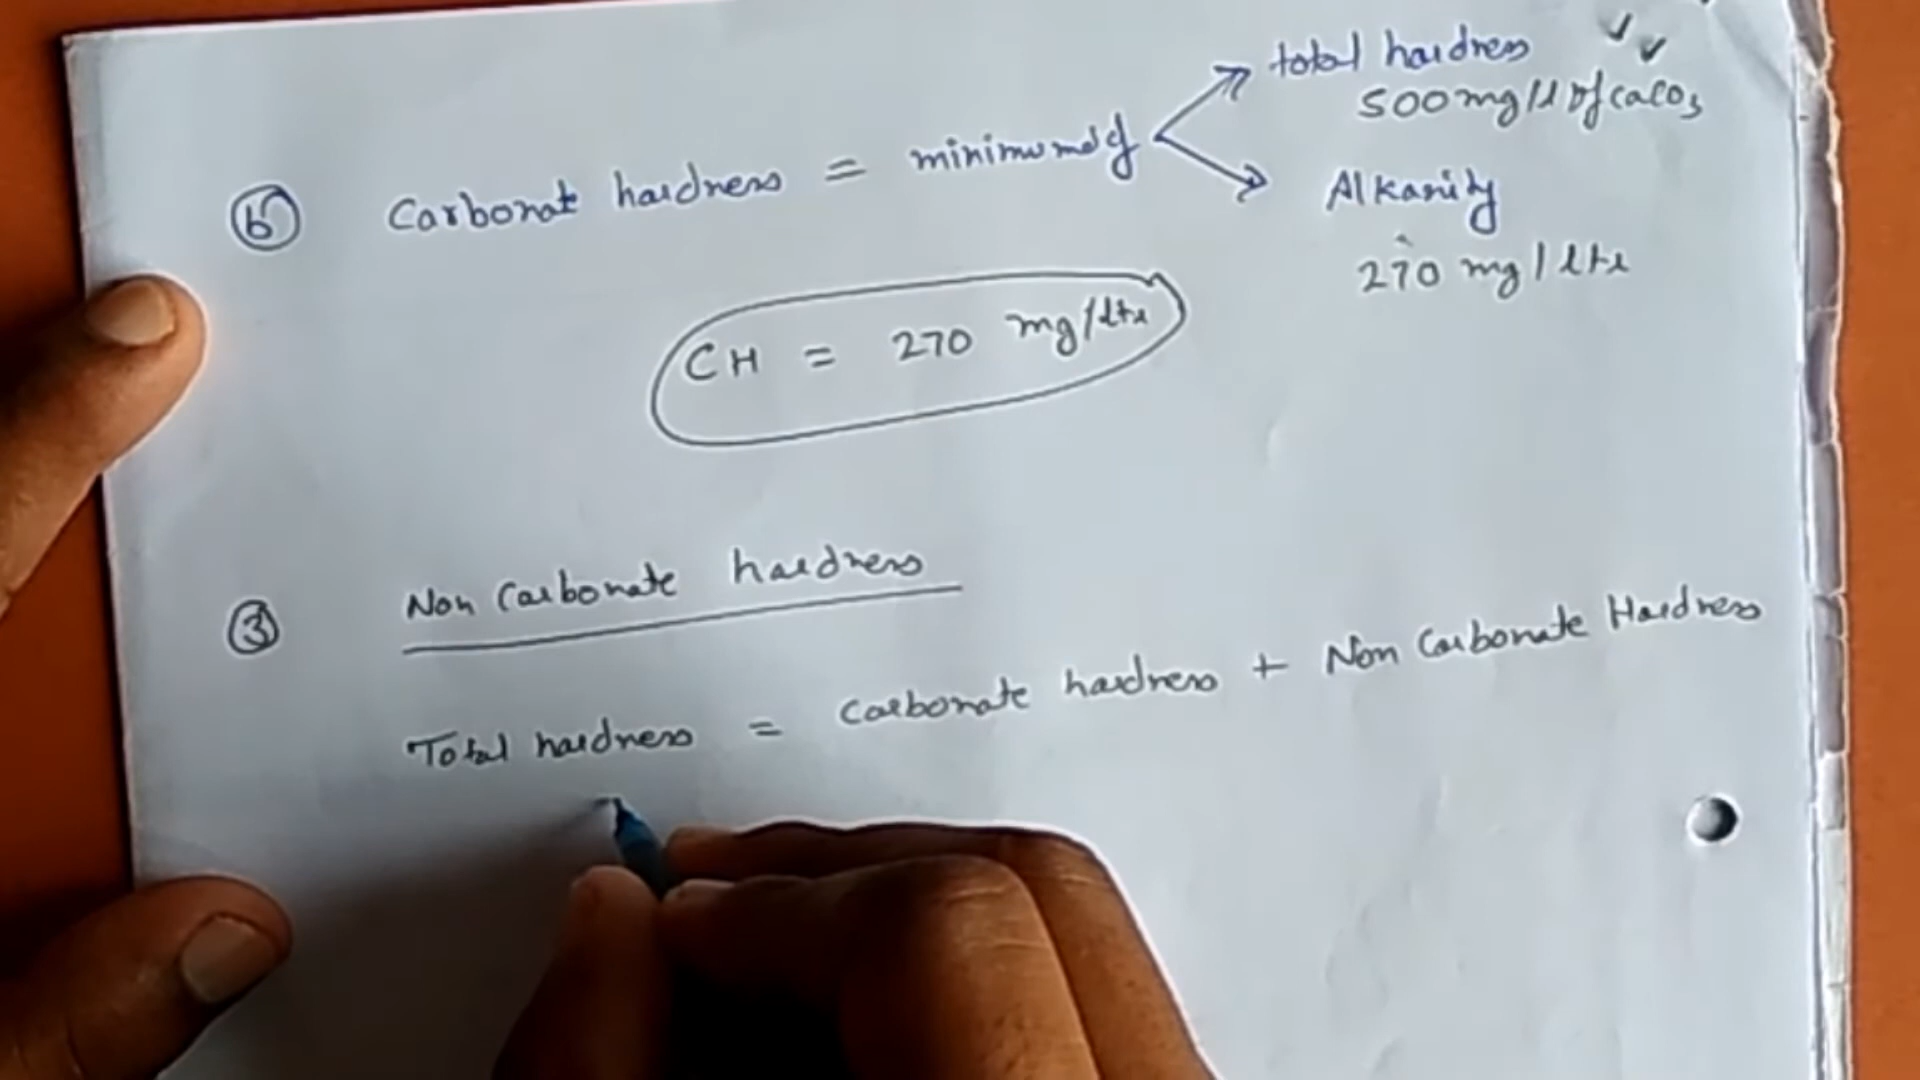 total hardness
500 mg/l of CaCO3
6 Carbonate hardness = minimum of
Alkanity
270 mg/ltr
CH = 270 mg/ltr
3 Non Carbonate hardness
Total hardness = Carbonate hardness + Non Carbonate Hardness